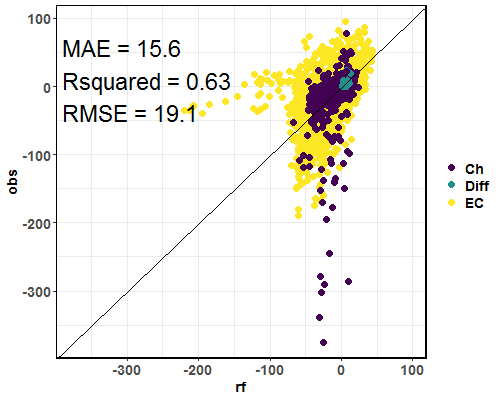 MAE = 15.6
Rsquared = 0.63
RMSE = 19.1
100
0
-100
-200
-300
obs
-300
-200
-100
0
100
rf
Ch
Diff
EC